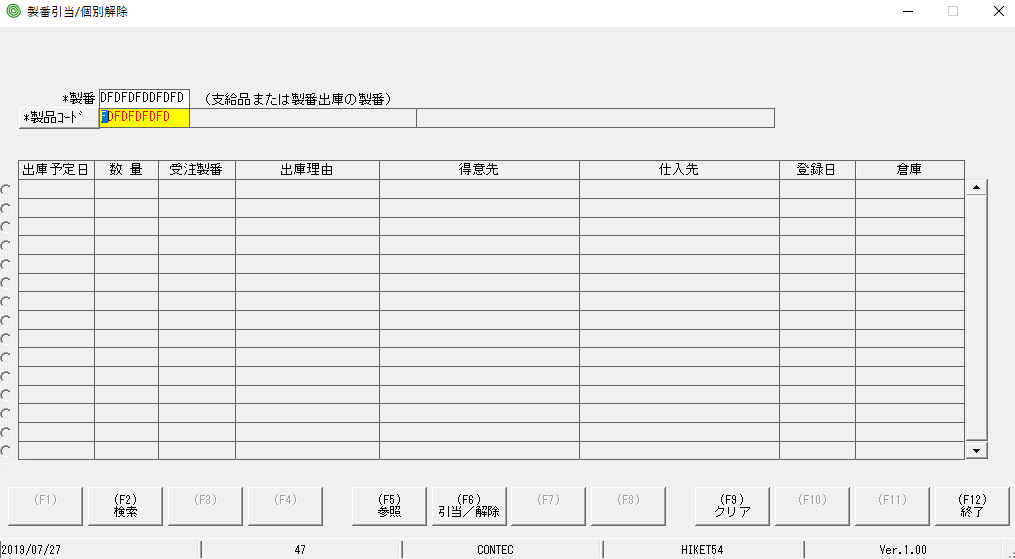 製番引当/個別解除
*製番 DFDFDFDDFDFD (支給品または製番出庫の製番)
*製品ｺｰﾄﾞ FDFDFDFDFD
出庫予定日 数 量 受注製番 出庫理由 得意先 仕入先 登録日 倉庫
(F1) (F2) (F3) (F4) (F5) (F6) (F7) (F8) (F9) (F10) (F11) (F12)
検索 参照 引当／解除 クリア 終了
2019/07/27 47 CONTEC HIKET54 Ver.1.00